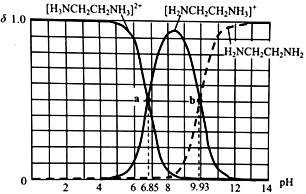 [H₃NCH₂CH₂NH₃]²⁺ [H₂NCH₂CH₂NH₃]⁺
δ 1.0
H₂NCH₂CH₂NH₂
a b
0 2 4 6 6.85 8 9.93 12 14 pH